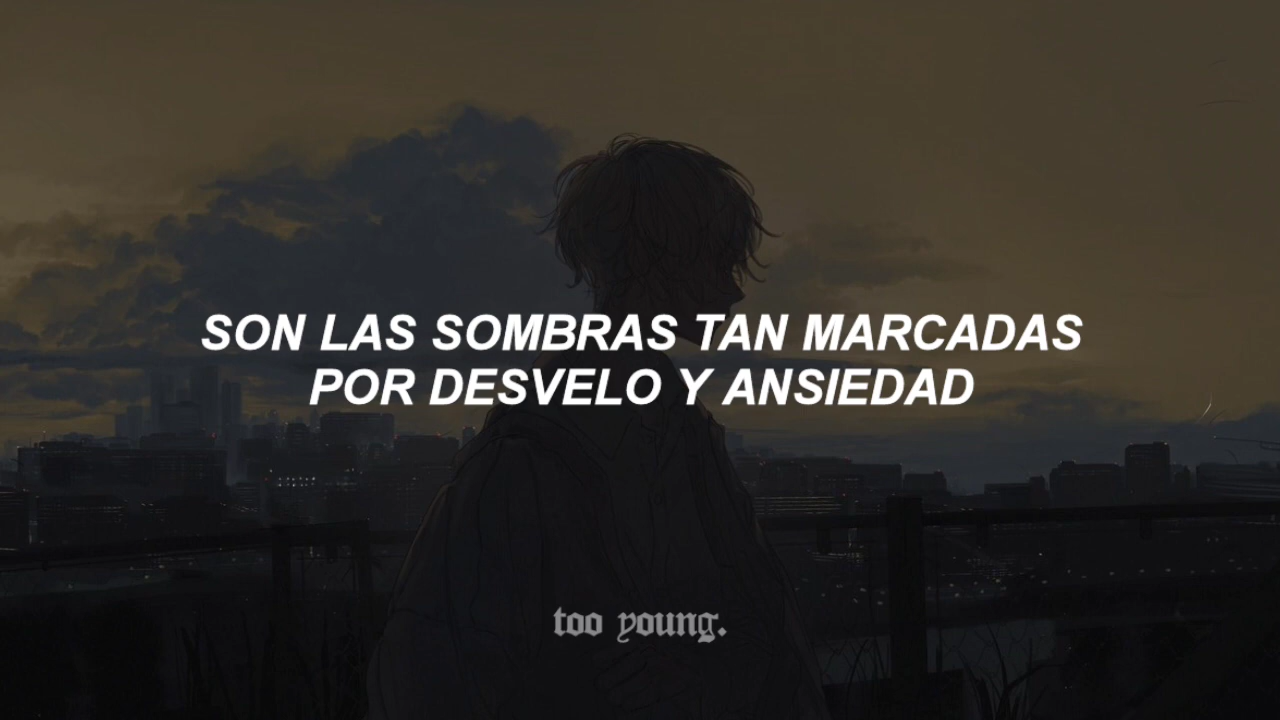 SON LAS SOMBRAS TAN MARCADAS
POR DESVELO Y ANSIEDAD
too young.